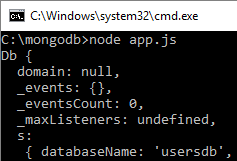 C:\Windows\system32\cmd.exe
C:\mongodb>node app.js
Db {
  domain: null,
  _events: {},
  _eventsCount: 0,
  _maxListeners: undefined,
  s:
   { databaseName: 'usersdb',